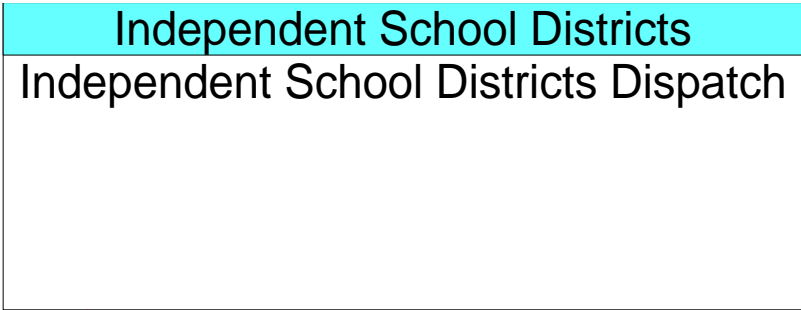 Independent School Districts
Independent School Districts Dispatch